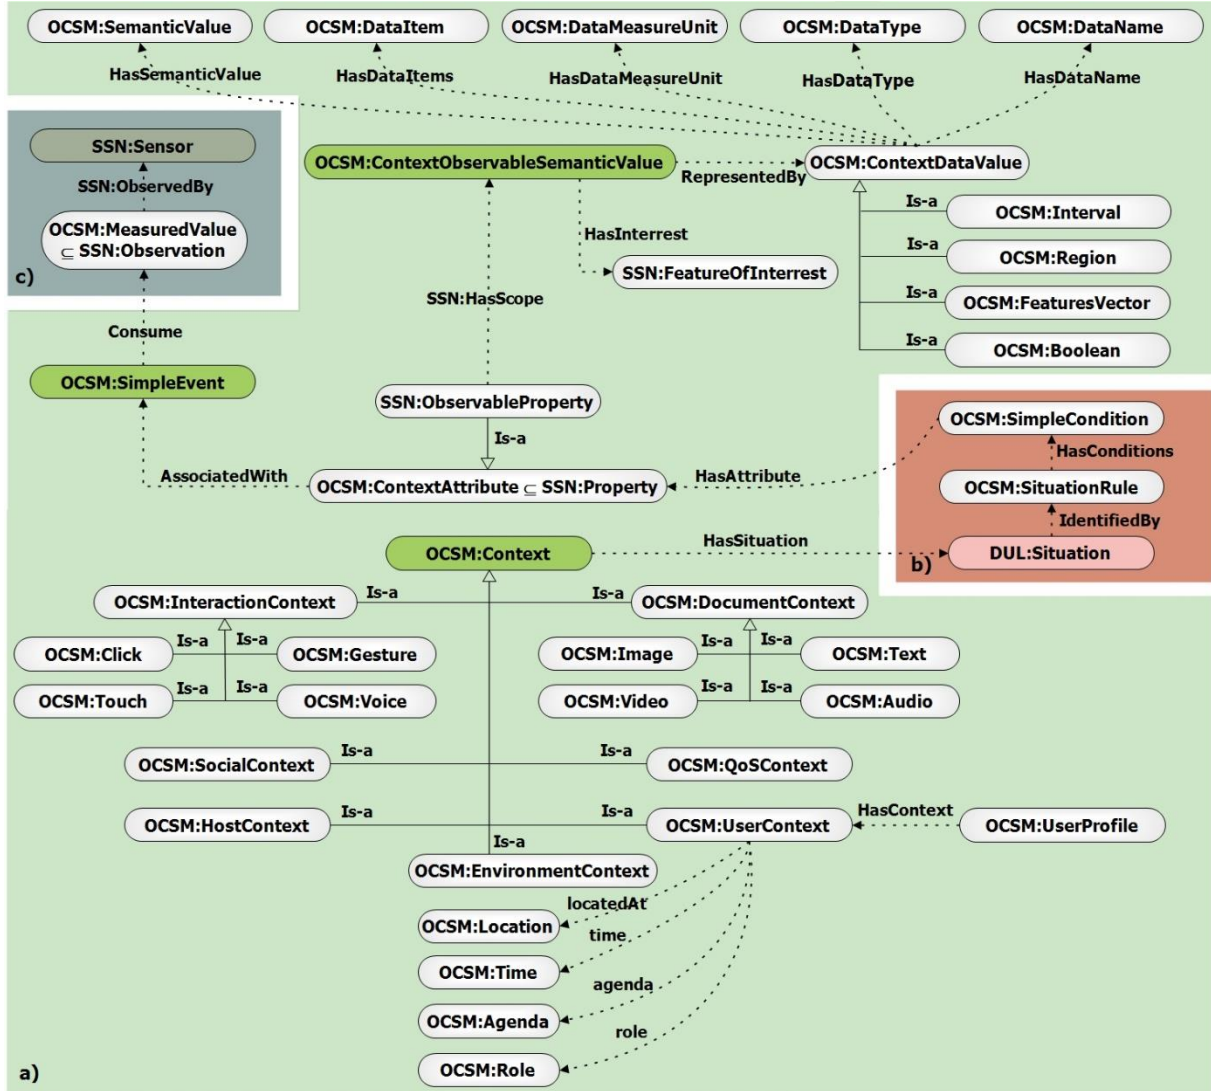 OCSM:SemanticValue
OCSM:DataItem
OCSM:DataMeasureUnit
OCSM:DataType
OCSM:DataName
HasSemanticValue
HasDataItems
HasDataMeasureUnit
HasDataType
HasDataName
SSN:Sensor
SSN:ObservedBy
OCSM:MeasuredValue
⊆ SSN:Observation
c)
OCSM:ContextObservableSemanticValue
RepresentedBy
OCSM:ContextDataValue
Is-a
OCSM:Interval
HasInterrest
Is-a
OCSM:Region
SSN:FeatureOfInterrest
SSN:HasScope
Is-a
OCSM:FeaturesVector
Consume
Is-a
OCSM:Boolean
OCSM:SimpleEvent
SSN:ObservableProperty
Is-a
OCSM:SimpleCondition
HasConditions
AssociatedWith
OCSM:ContextAttribute ⊆ SSN:Property
HasAttribute
OCSM:SituationRule
IdentifiedBy
OCSM:Context
HasSituation
DUL:Situation
b)
OCSM:InteractionContext
Is-a
Is-a
OCSM:DocumentContext
OCSM:Click
Is-a
Is-a
OCSM:Gesture
OCSM:Image
Is-a
Is-a
OCSM:Text
OCSM:Touch
Is-a
Is-a
OCSM:Voice
OCSM:Video
Is-a
Is-a
OCSM:Audio
OCSM:SocialContext
Is-a
Is-a
OCSM:QoSContext
OCSM:HostContext
Is-a
Is-a
OCSM:UserContext
HasContext
OCSM:UserProfile
Is-a
OCSM:EnvironmentContext
locatedAt
OCSM:Location
time
OCSM:Time
agenda
OCSM:Agenda
role
OCSM:Role
a)